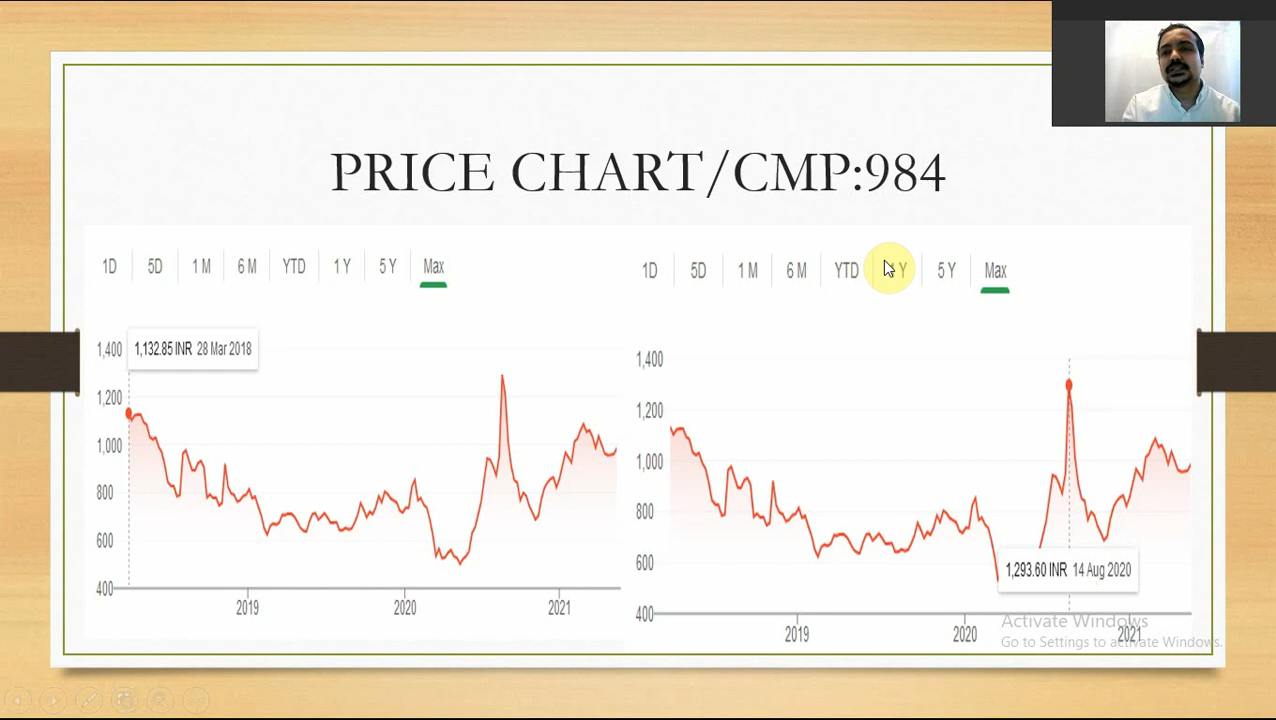 PRICE CHART/CMP:984
1D 5D 1 M 6 M YTD 1 Y 5 Y Max
1,132.85 INR 28 Mar 2018
1,400
1,200
1,000
800
600
400
2019 2020 2021
1D 5D 1 M 6 M YTD Y 5 Y Max
1,400
1,200
1,000
800
600
400
1,293.60 INR 14 Aug 2020
2019 2020 2021
Activate Windows
Go to Settings to activate Windows.